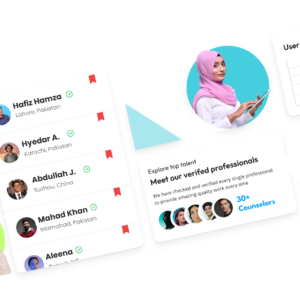 Hafiz Hamza
Lahore, Pakistan
Hyedar A.
Karachi, Pakistan
Abdullah J.
Suzhou, China
Mahad Khan
Islamabad, Pakistan
Aleena
User
Explore top talent
Meet our verifed professionals
We have checked and verified every single professional
to provide amazing quality work every time
30+
Counselors